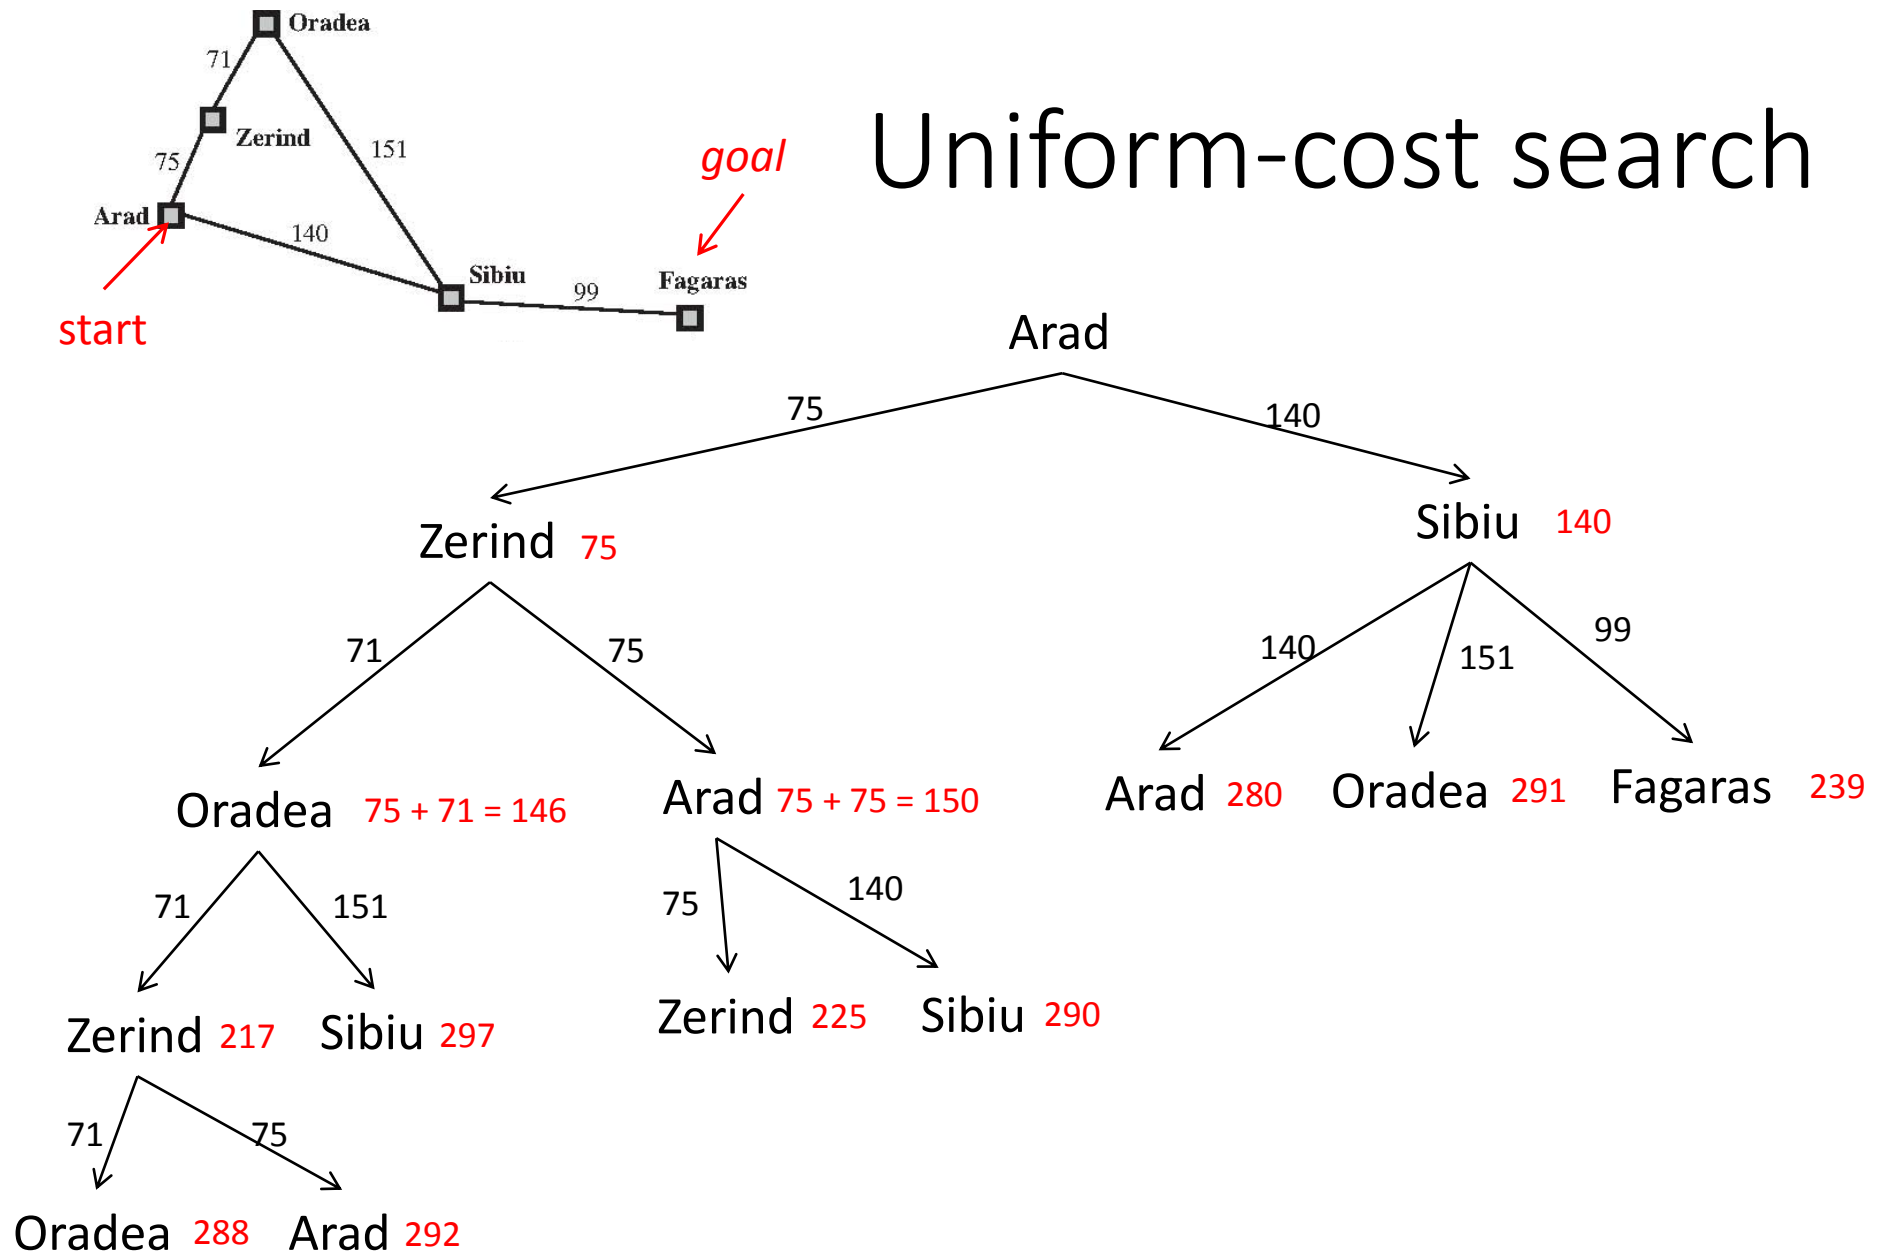 Oradea
71
Zerind
75
151
Arad
140
Sibiu
99
Fagaras
start
goal
Uniform-cost search
Arad
75
140
Zerind 75
Sibiu 140
71
75
140
151
99
Oradea 75 + 71 = 146
Arad 75 + 75 = 150
Arad 280
Oradea 291
Fagaras 239
71
151
75
140
Zerind 217
Sibiu 297
Zerind 225
Sibiu 290
71
75
Oradea 288
Arad 292